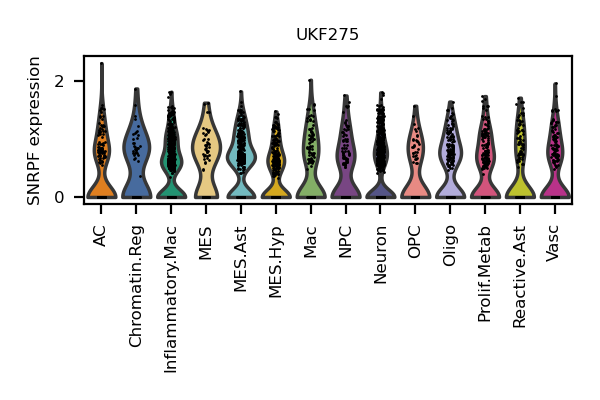 UKF275
SNRPF expression
2
0
AC
Chromatin.Reg
Inflammatory.Mac
MES
MES.Ast
MES.Hyp
Mac
NPC
Neuron
OPC
Oligo
Prolif.Metab
Reactive.Ast
Vasc